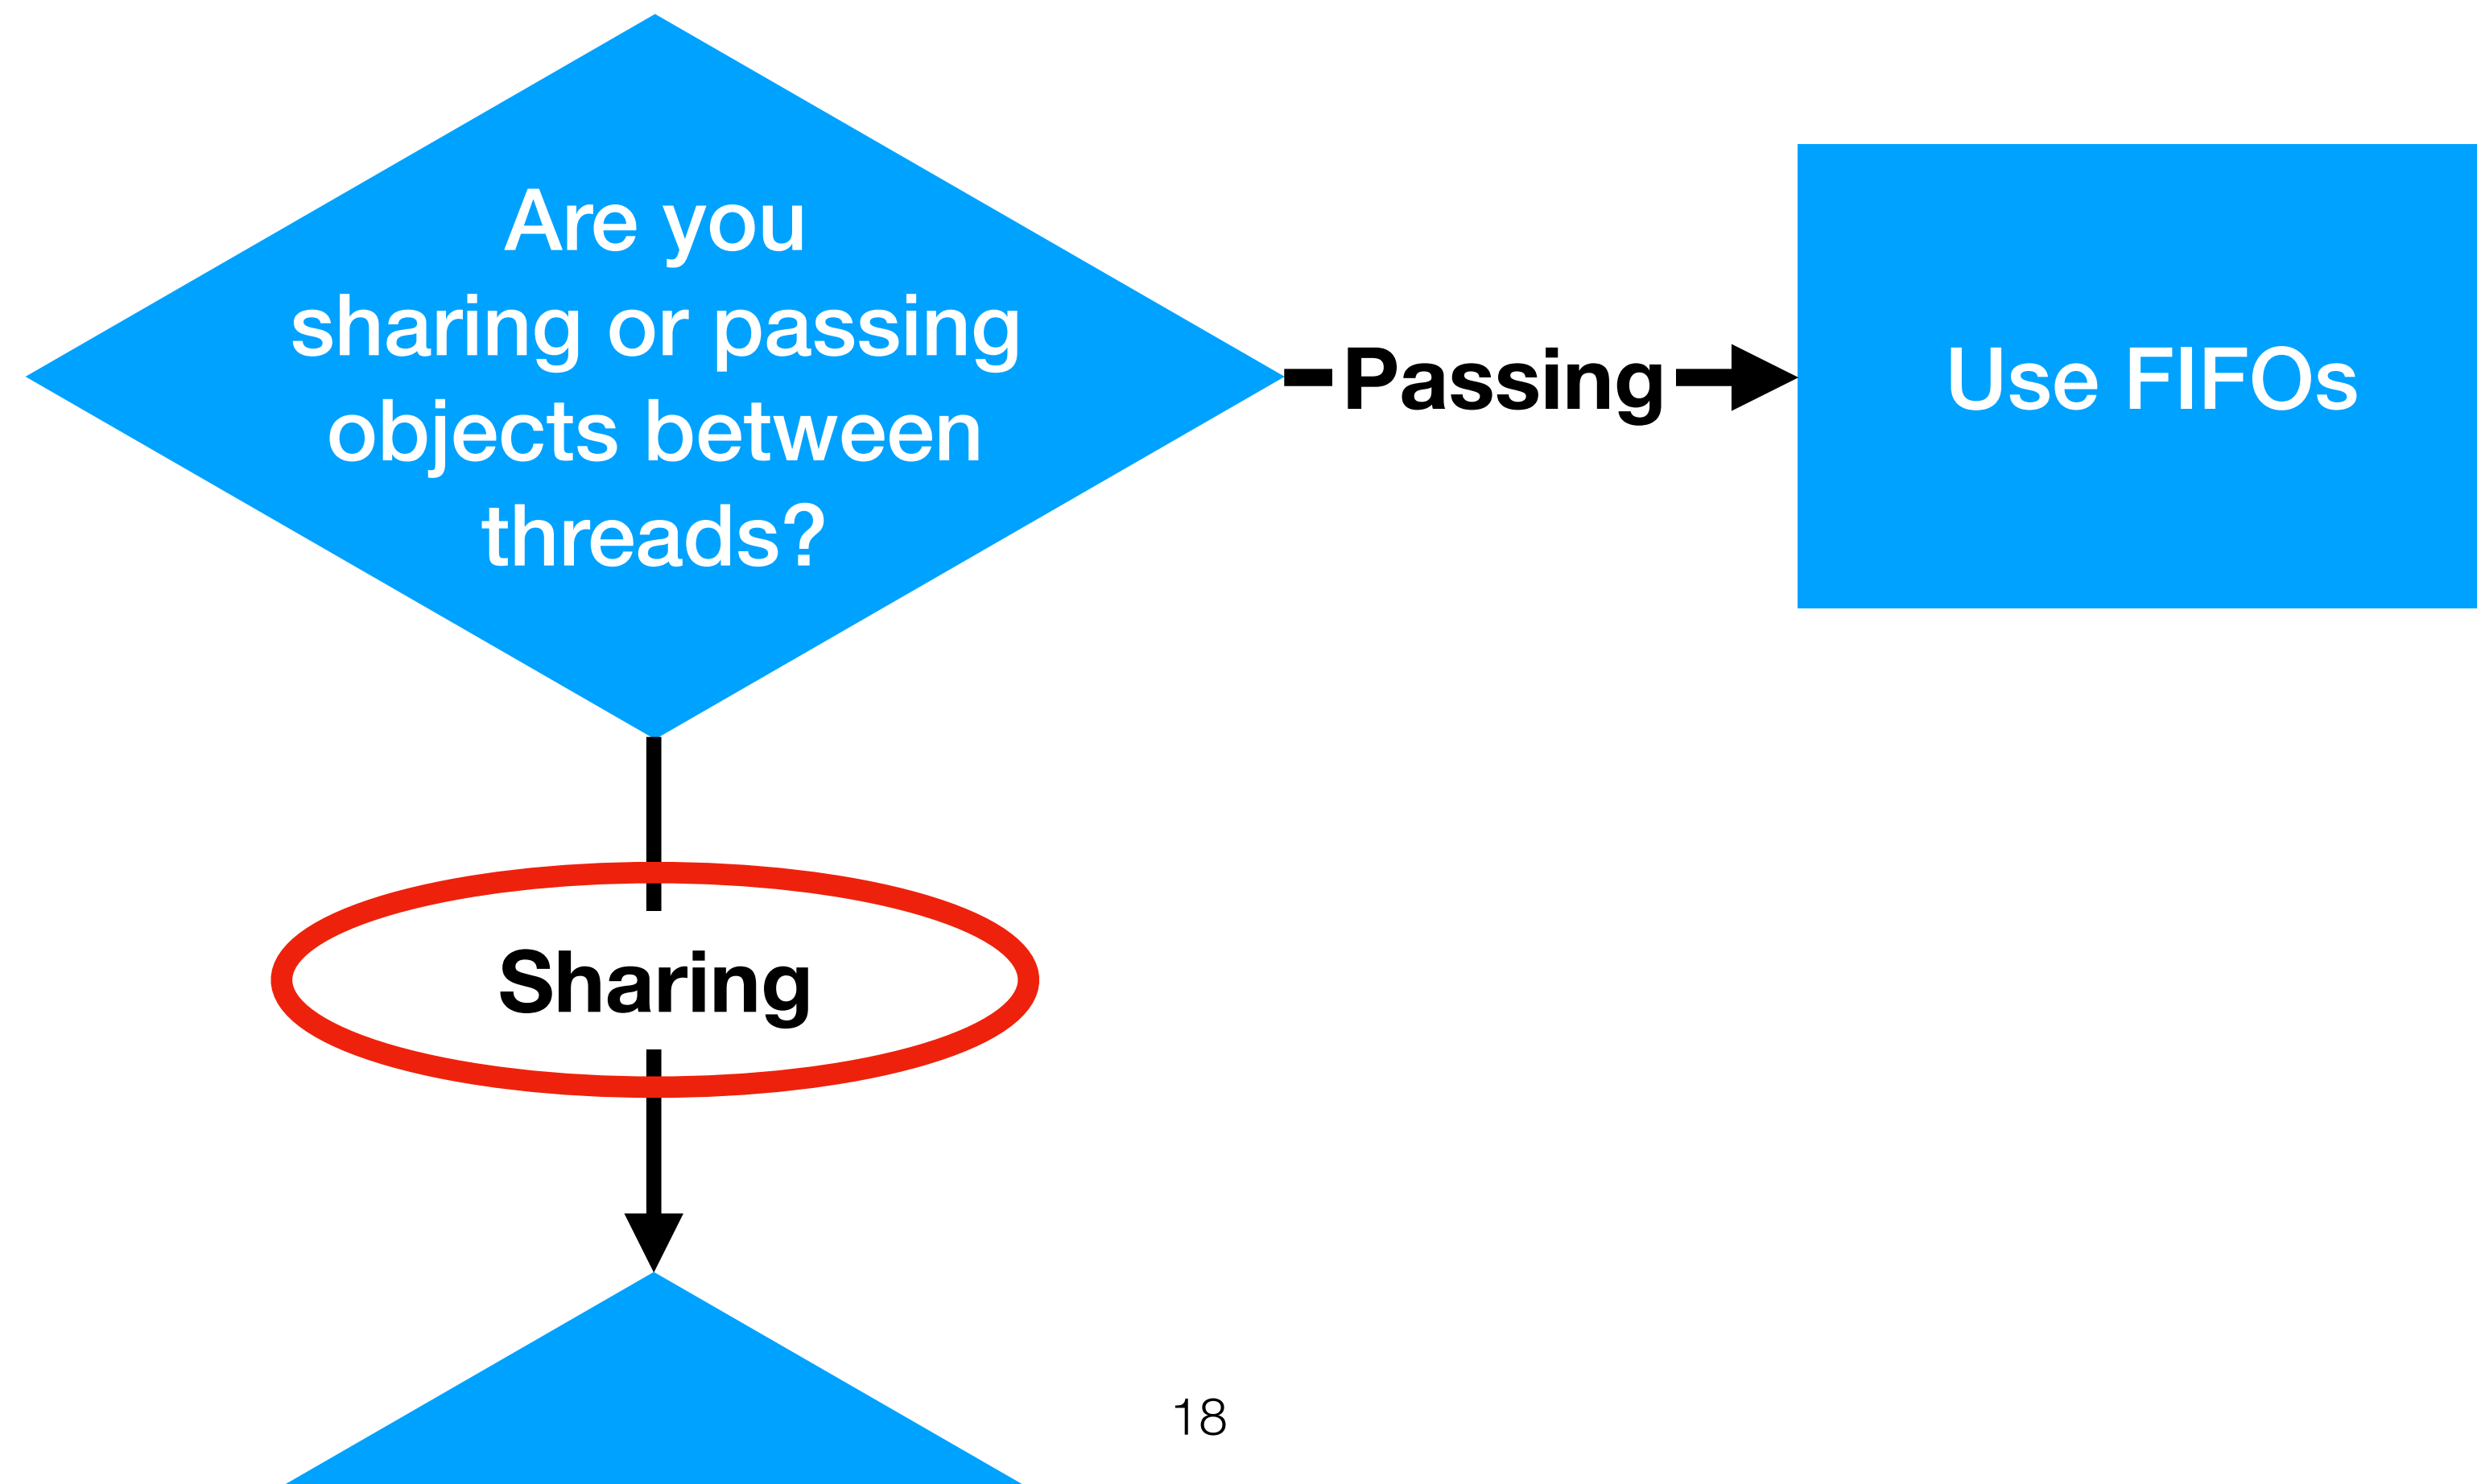 Are you
sharing or passing
objects between
threads?
Passing
Use FIFOs
Sharing
18